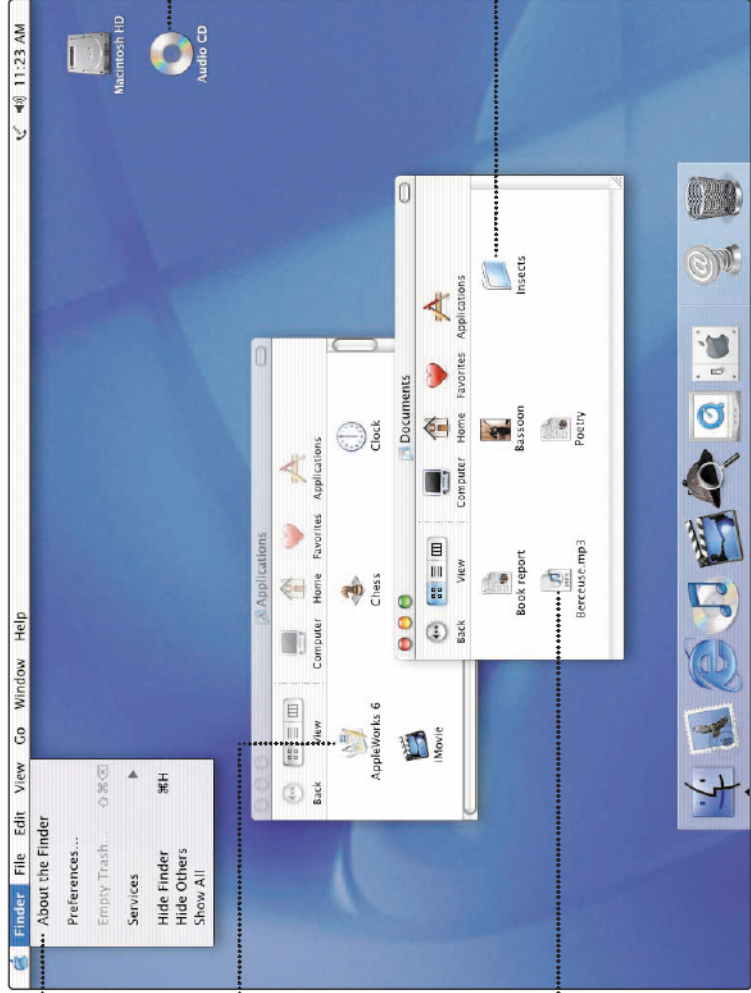 Finder File Edit View Go Window Help 11:23 AM
About the Finder
Preferences...
Empty Trash... ⇧⌘⌫
Services ▶
Hide Finder ⌘H
Hide Others
Show All
Macintosh HD
Audio CD
Applications
Back View Computer Home Favorites Applications
AppleWorks 6 Chess Clock
iMovie
Documents
Back View Computer Home Favorites Applications
Book report Bassoon Insects
Berceuse.mp3 Poetry
@